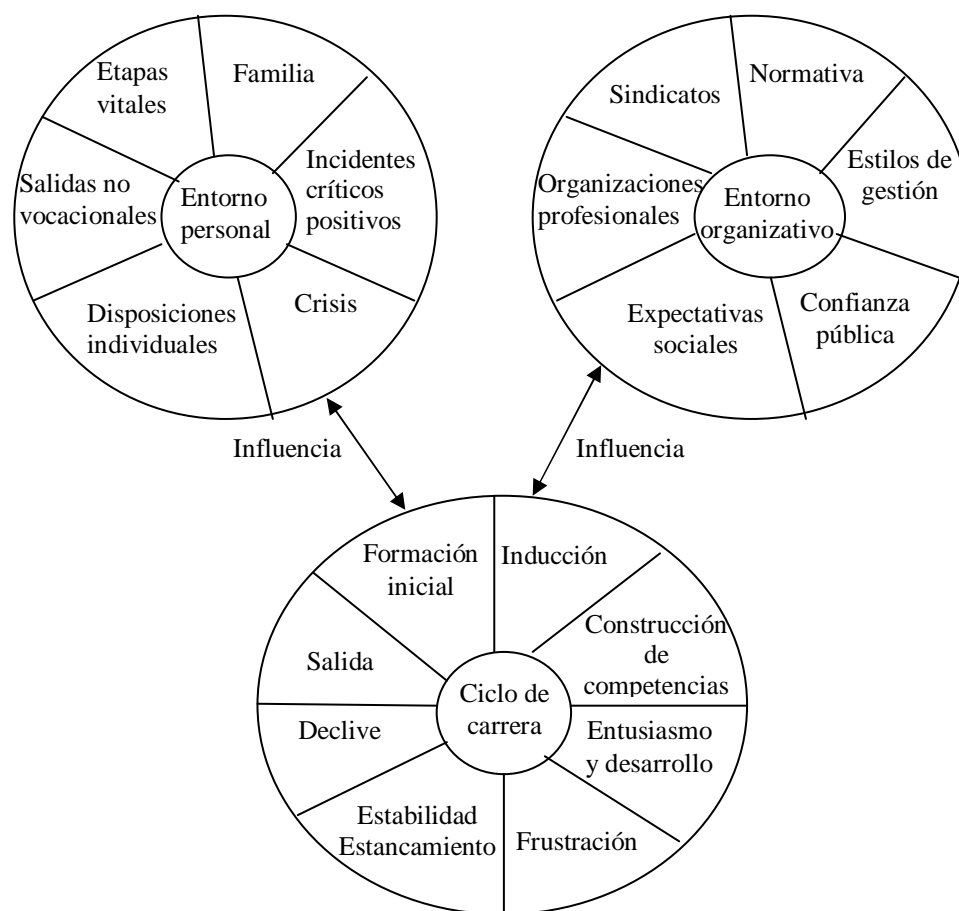 Etapas
vitales
Familia
Salidas no
vocacionales
Entorno
personal
Incidentes
críticos
positivos
Disposiciones
individuales
Crisis
Sindicatos
Normativa
Organizaciones
profesionales
Entorno
organizativo
Estilos de
gestión
Expectativas
sociales
Confianza
pública
Influencia
Influencia
Formación
inicial
Inducción
Salida
Construcción
de
competencias
Ciclo de
carrera
Declive
Entusiasmo
y desarrollo
Estabilidad
Estancamiento
Frustración